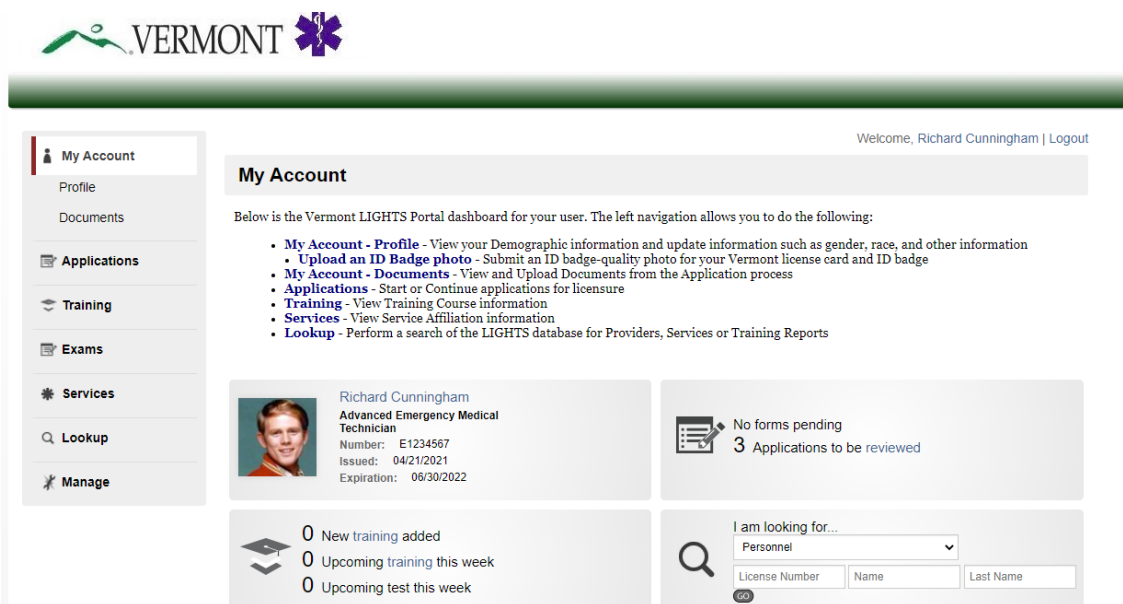 VERMONT
Welcome, Richard Cunningham | Logout
My Account
Profile
Documents
Applications
Training
Exams
Services
Lookup
Manage
My Account
Below is the Vermont LIGHTS Portal dashboard for your user. The left navigation allows you to do the following:
• My Account - Profile - View your Demographic information and update information such as gender, race, and other information
• Upload an ID Badge photo - Submit an ID badge-quality photo for your Vermont license card and ID badge
• My Account - Documents - View and Upload Documents from the Application process
• Applications - Start or Continue applications for licensure
• Training - View Training Course information
• Services - View Service Affiliation information
• Lookup - Perform a search of the LIGHTS database for Providers, Services or Training Reports
Richard Cunningham
Advanced Emergency Medical
Technician
Number: E1234567
Issued: 04/21/2021
Expiration: 06/30/2022
No forms pending
3 Applications to be reviewed
0 New training added
0 Upcoming training this week
0 Upcoming test this week
I am looking for...
Personnel
License Number Name Last Name
GO